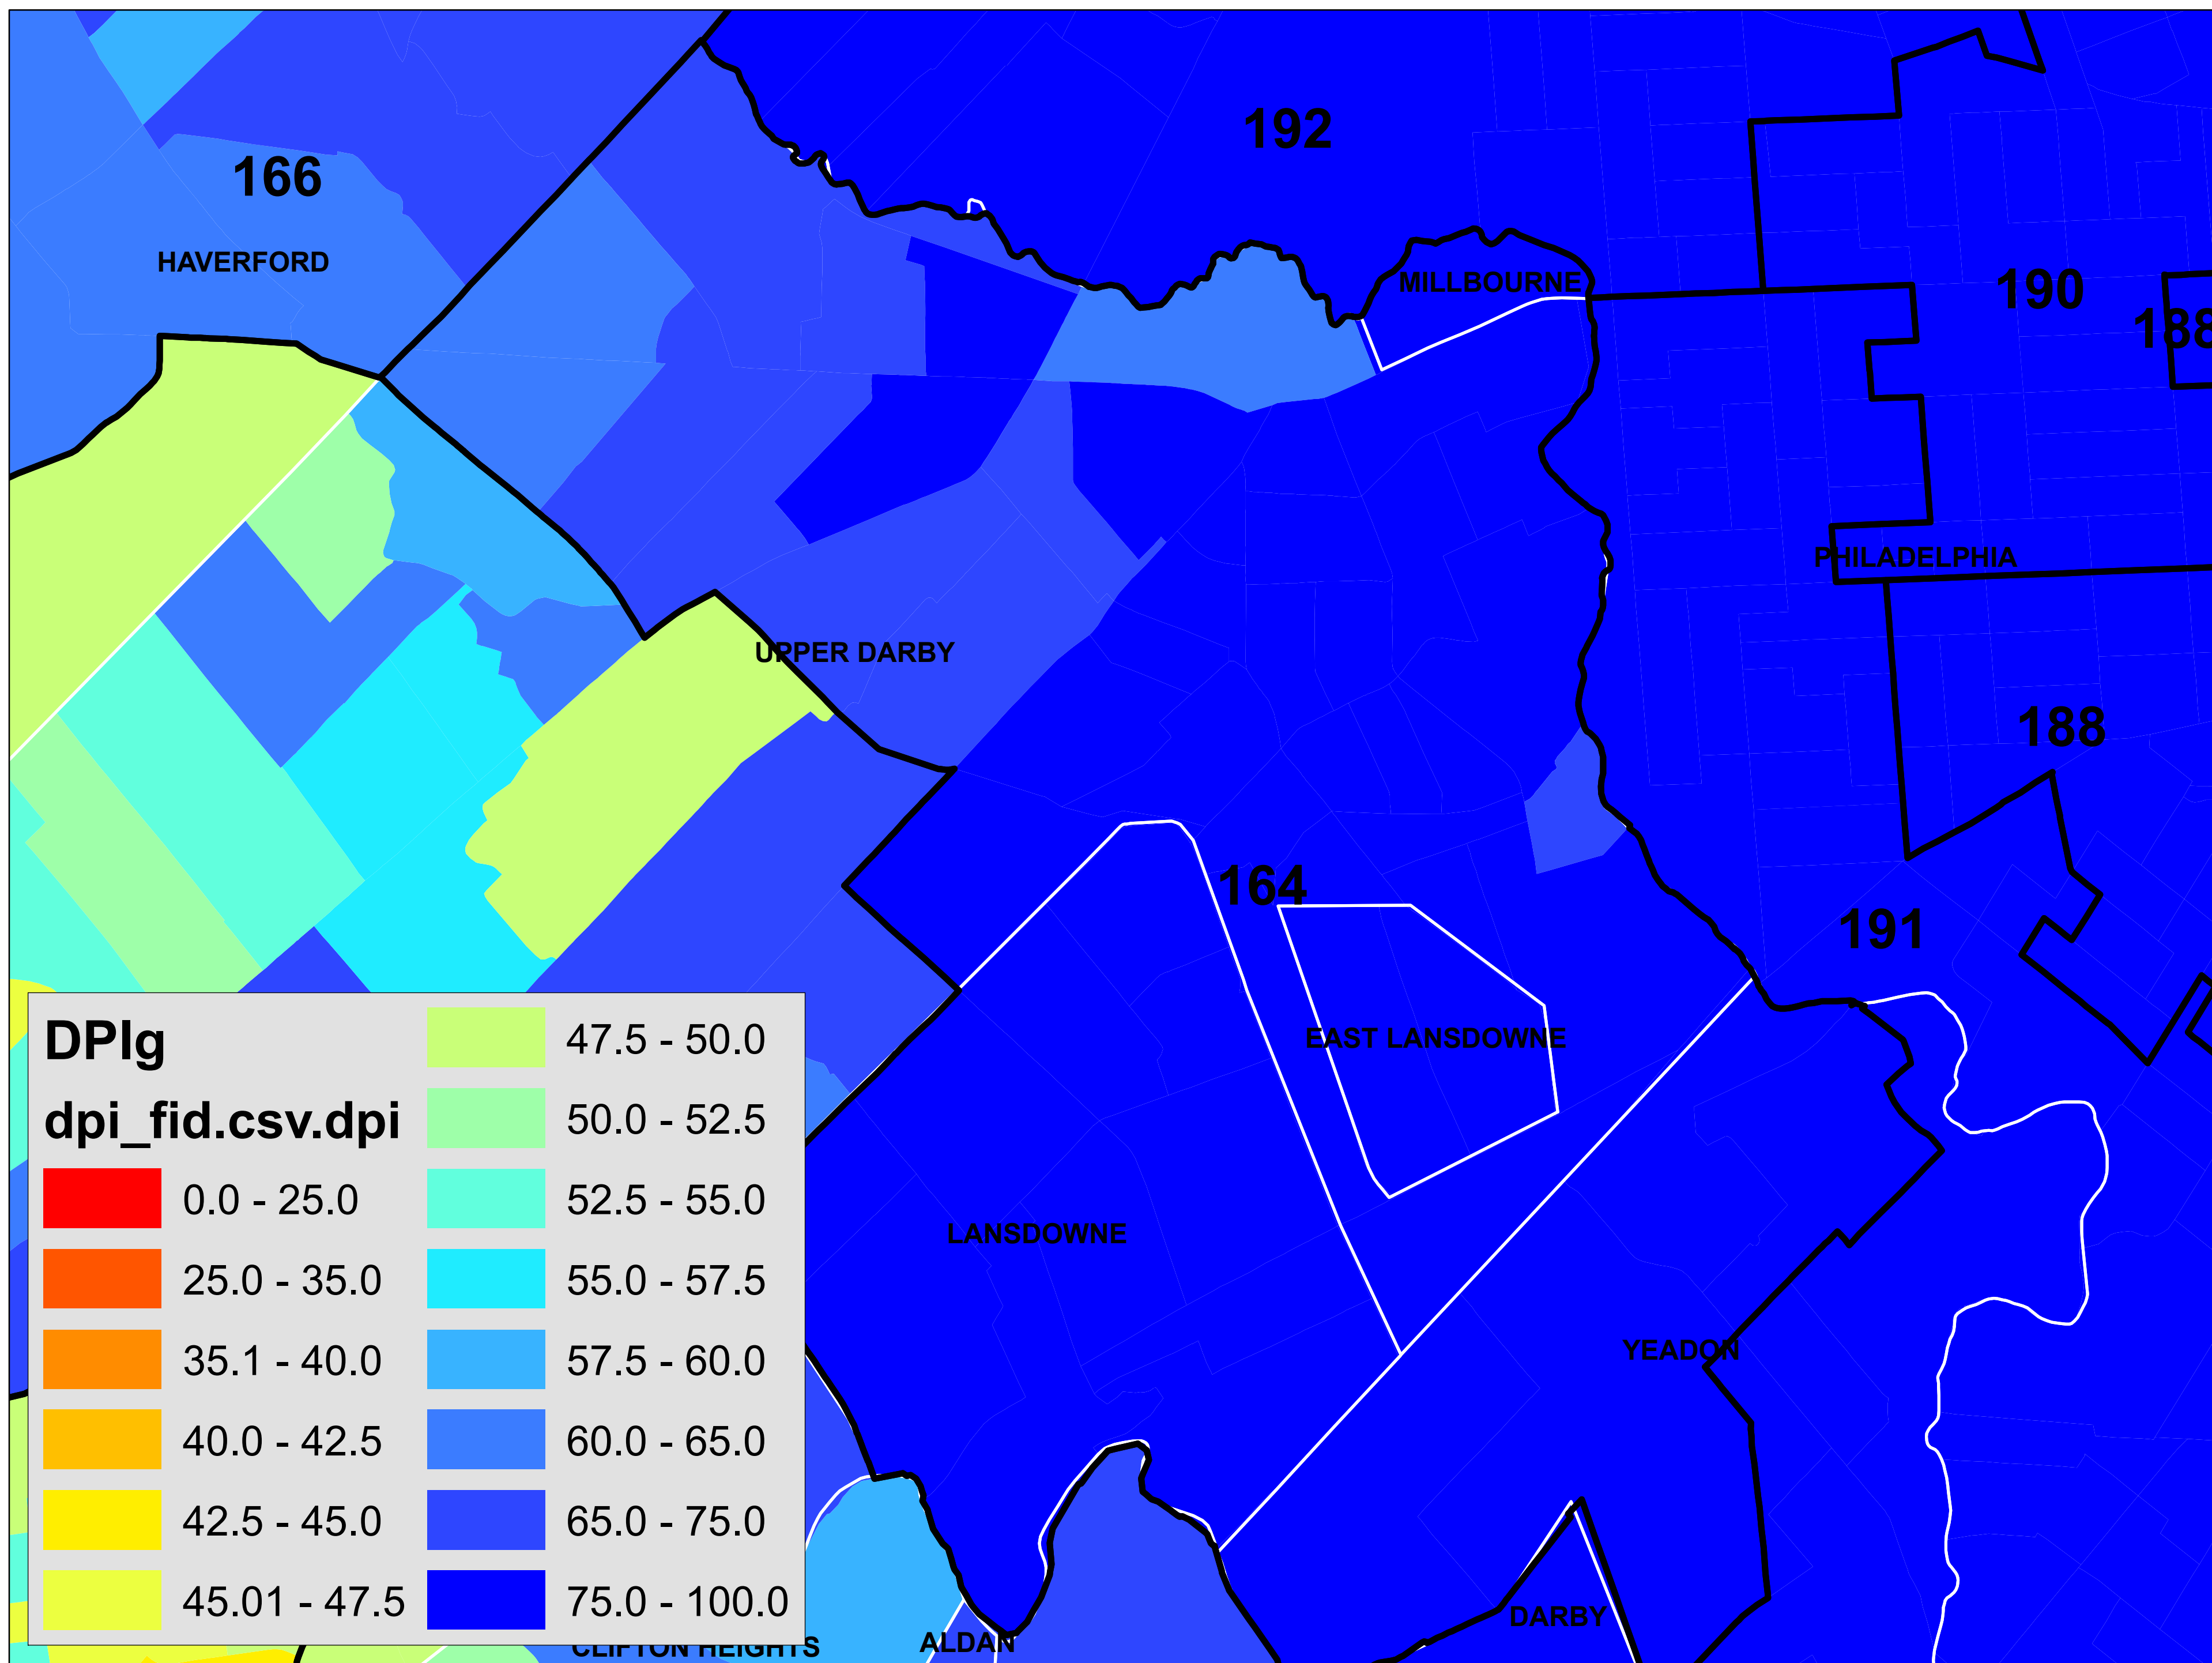 192
166
HAVERFORD
MILLBOURNE
190
188
PHILADELPHIA
UPPER DARBY
188
164
191
EAST LANSDOWNE
LANSDOWNE
YEADON
DARBY
ALDAN
CLIFTON HEIGHTS
DPIg
dpi_fid.csv.dpi
0.0 - 25.0
25.0 - 35.0
35.1 - 40.0
40.0 - 42.5
42.5 - 45.0
45.01 - 47.5
47.5 - 50.0
50.0 - 52.5
52.5 - 55.0
55.0 - 57.5
57.5 - 60.0
60.0 - 65.0
65.0 - 75.0
75.0 - 100.0